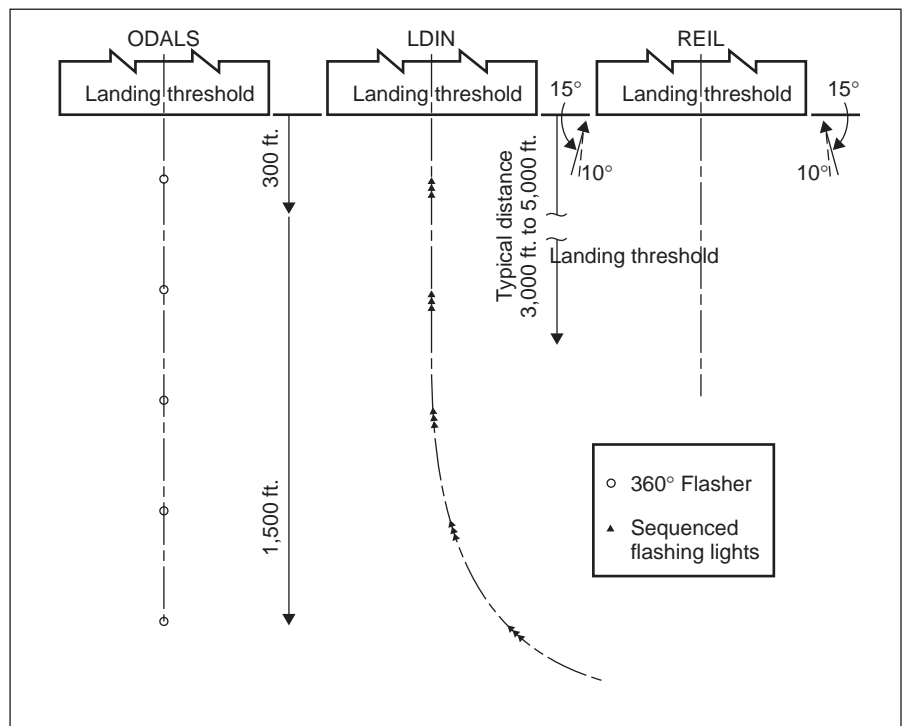 ODALS
LDIN
REIL
Landing threshold
Landing threshold
Landing threshold
15°
15°
10°
10°
300 ft.
1,500 ft.
Typical distance
3,000 ft. to 5,000 ft.
Landing threshold
360° Flasher
Sequenced
flashing lights